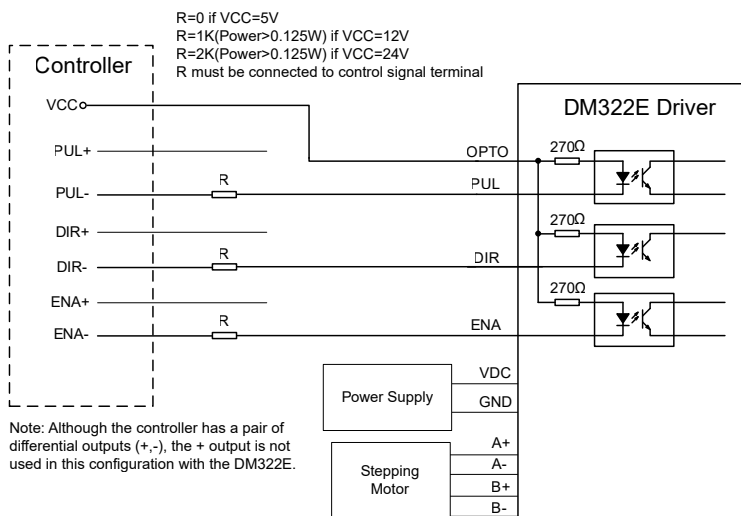 R=0 if VCC=5V
R=1K(Power>0.125W) if VCC=12V
R=2K(Power>0.125W) if VCC=24V
R must be connected to control signal terminal
Controller
VCC
PUL+
PUL-
DIR+
DIR-
ENA+
ENA-
R
R
R
OPTO
PUL
DIR
ENA
DM322E Driver
270Ω
270Ω
270Ω
Power Supply
VDC
GND
Stepping
Motor
A+
A-
B+
B-
Note: Although the controller has a pair of
differential outputs (+,-), the + output is not
used in this configuration with the DM322E.